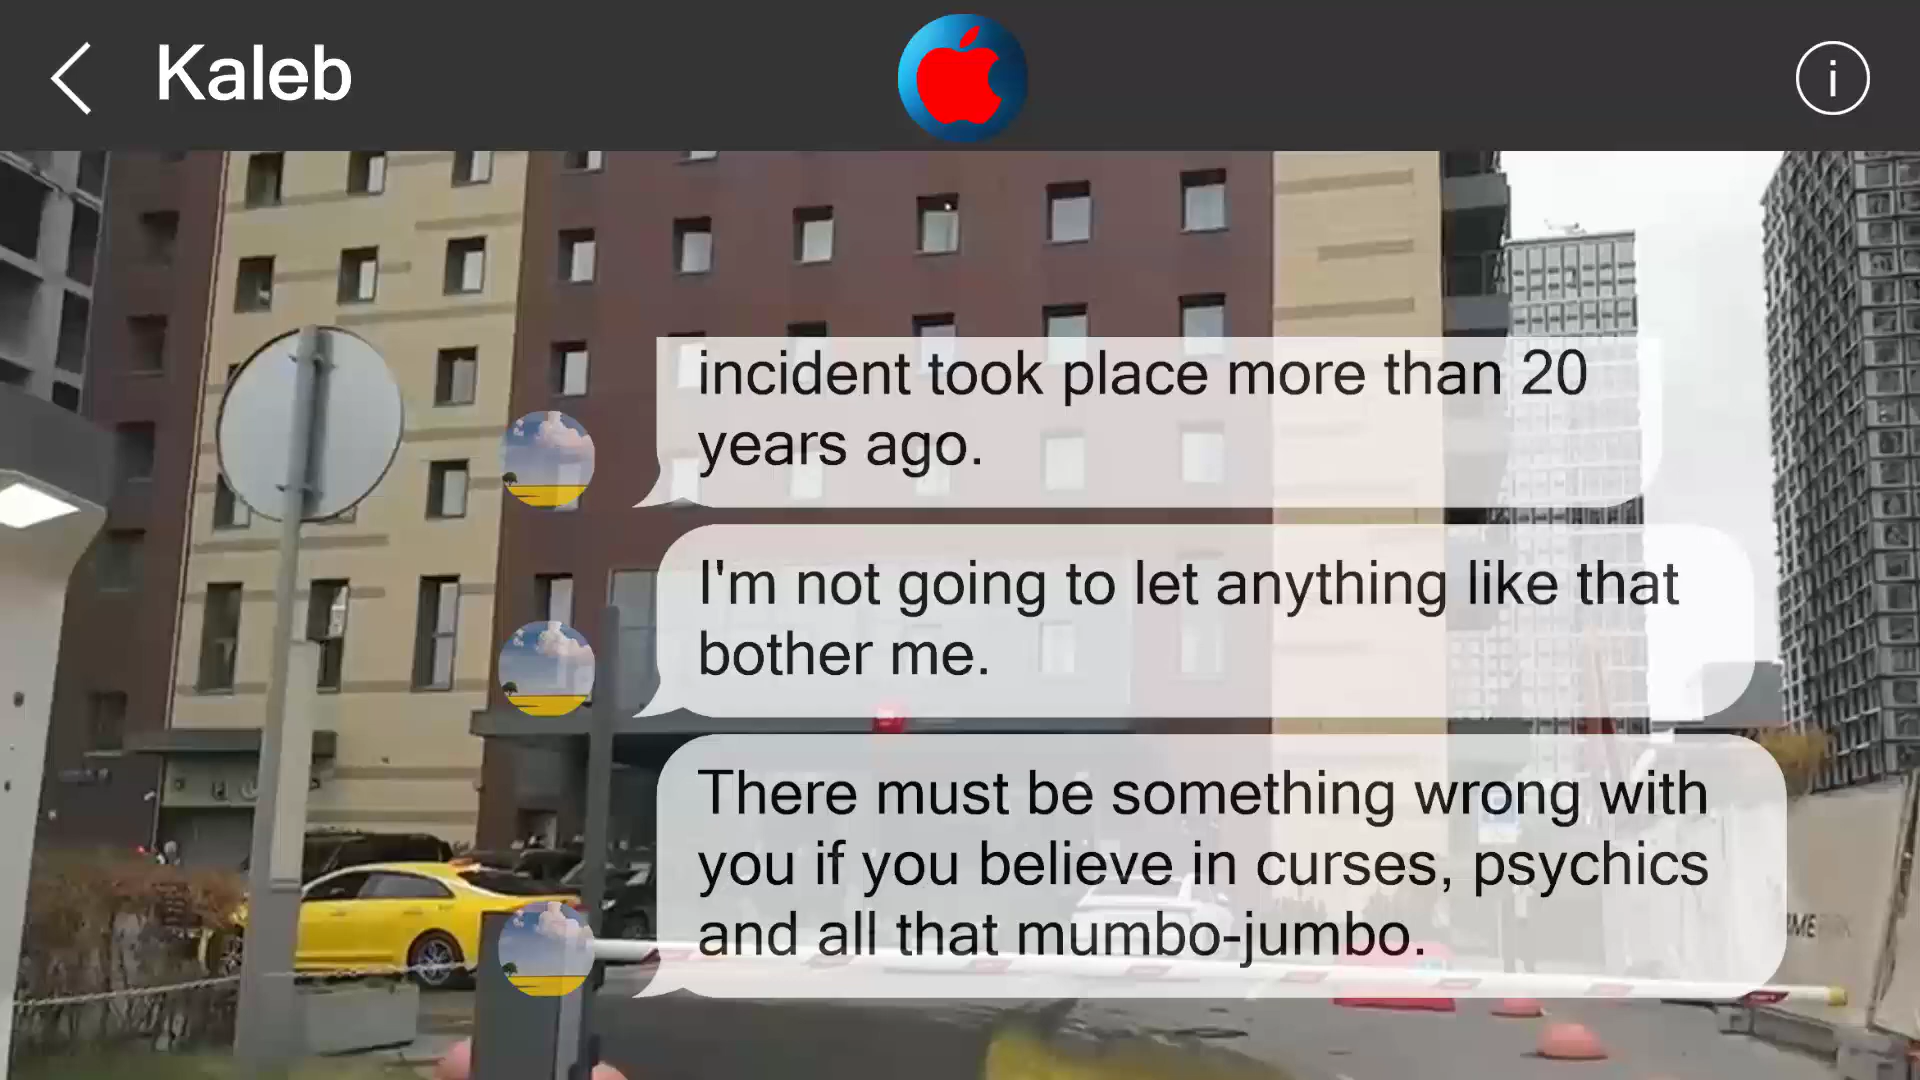 Kaleb
incident took place more than 20
years ago.
I'm not going to let anything like that
bother me.
There must be something wrong with
you if you believe in curses, psychics
and all that mumbo-jumbo.